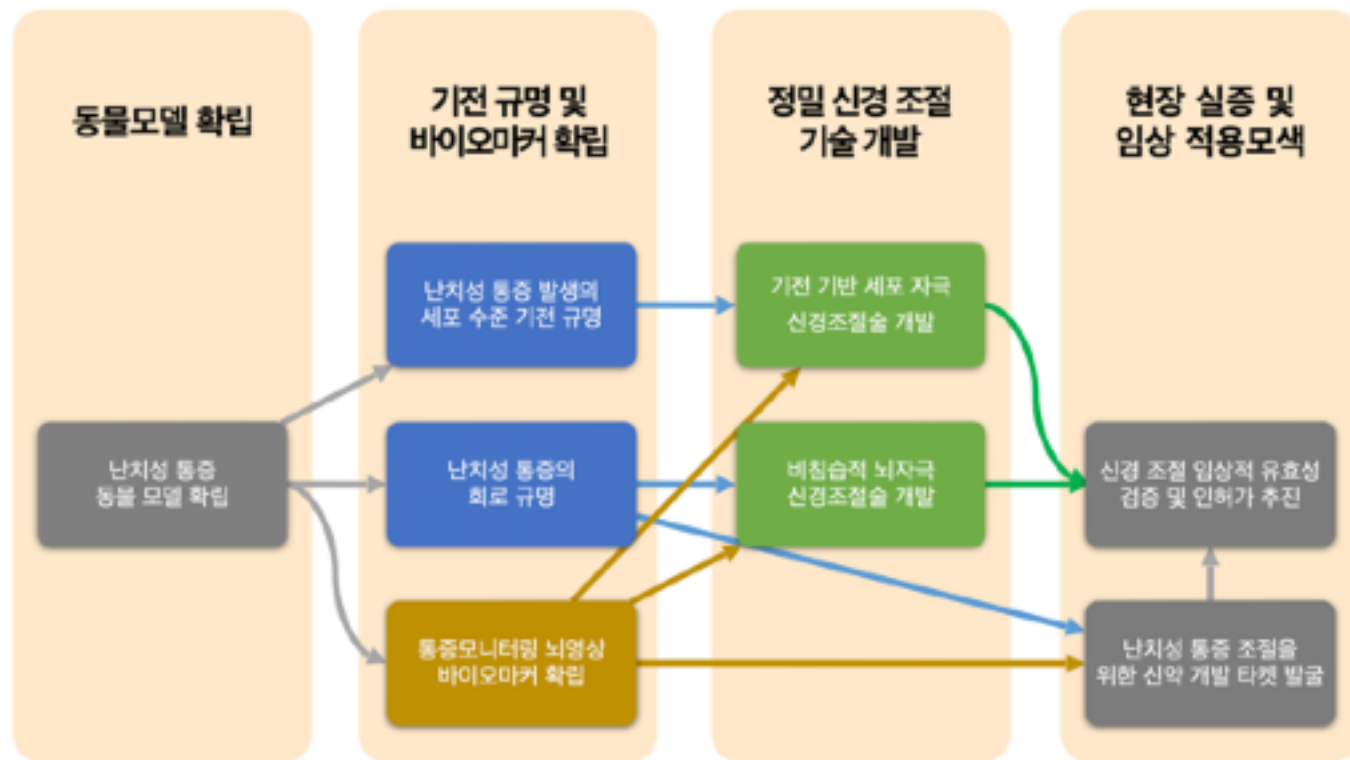 동물모델 확립
기전 규명 및
바이오마커 확립
정밀 신경 조절
기술 개발
현장 실증 및
임상 적용모색
난치성 통증
동물 모델 확립
난치성 통증 발생의
세포 수준 기전 규명
난치성 통증의
회로 규명
통증모니터링 뇌영상
바이오마커 확립
기전 기반 세포 자극
신경조절술 개발
비침습적 뇌자극
신경조절술 개발
신경 조절 임상적 유효성
검증 및 인허가 추진
난치성 통증 조절을
위한 신약 개발 타켓 발굴